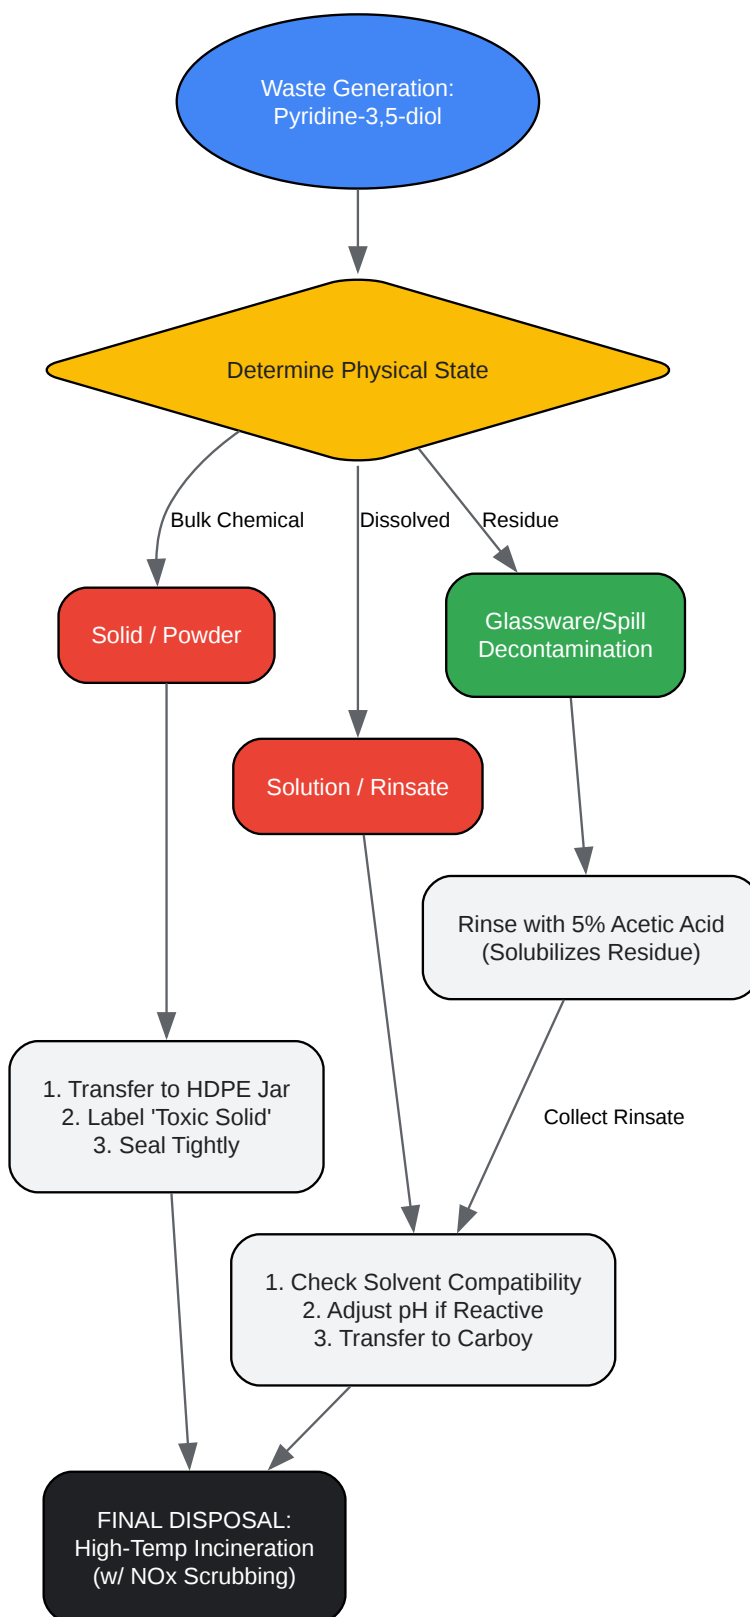 Waste Generation:
Pyridine-3,5-diol
Determine Physical State
Bulk Chemical
Dissolved
Residue
Solid / Powder
Glassware/Spill
Decontamination
Solution / Rinsate
Rinse with 5% Acetic Acid
(Solubilizes Residue)
1. Transfer to HDPE Jar
2. Label 'Toxic Solid'
3. Seal Tightly
Collect Rinsate
1. Check Solvent Compatibility
2. Adjust pH if Reactive
3. Transfer to Carboy
FINAL DISPOSAL:
High-Temp Incineration
(w/ NOx Scrubbing)